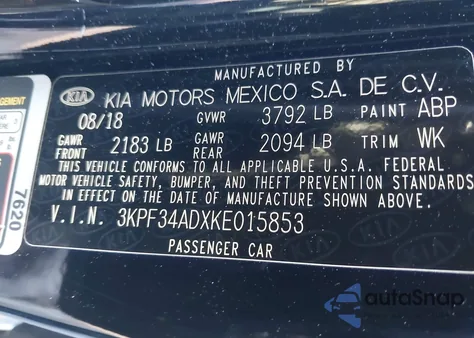 MANUFACTURED BY
KIA KIA MOTORS MEXICO S.A. DE C.V.
08/18 GVWR 3792 LB PAINT ABP
GAWR FRONT 2183 LB GAWR REAR 2094 LB TRIM WK
THIS VEHICLE CONFORMS TO ALL APPLICABLE U.S.A. FEDERAL
MOTOR VEHICLE SAFETY, BUMPER, AND THEFT PREVENTION STANDARDS
IN EFFECT ON THE DATE OF MANUFACTURE SHOWN ABOVE.
V.I.N. 3KPF34ADXKE015853
PASSENGER CAR
7620
autoSnap